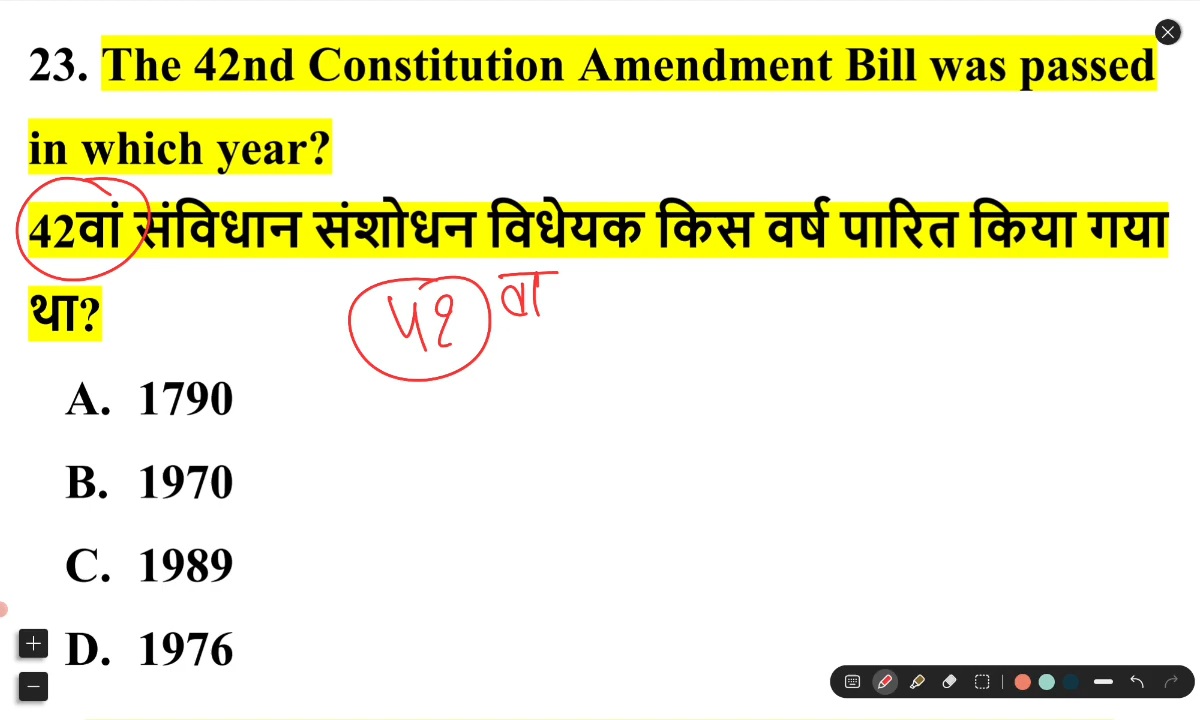 23. The 42nd Constitution Amendment Bill was passed
in which year?
42वां संविधान संशोधन विधेयक किस वर्ष पारित किया गया
था?
वा
A. 1790
B. 1970
C. 1989
D. 1976